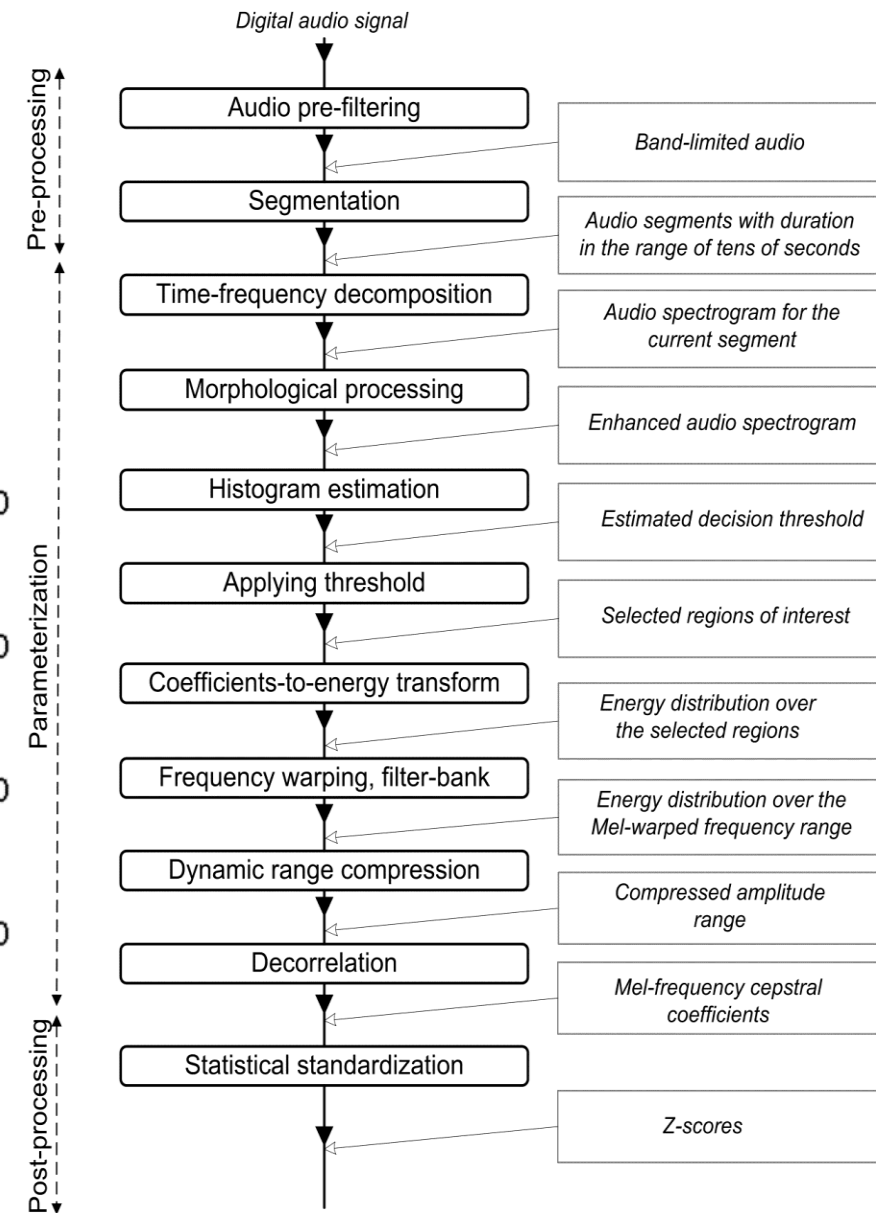 Digital audio signal
Pre-processing
Audio pre-filtering
Band-limited audio
Segmentation
Audio segments with duration
in the range of tens of seconds
Parameterization
Time-frequency decomposition
Audio spectrogram for the
current segment
Morphological processing
Enhanced audio spectrogram
Histogram estimation
0
Estimated decision threshold
Applying threshold
Selected regions of interest
0
Coefficients-to-energy transform
Energy distribution over
the selected regions
Frequency warping, filter-bank
0
Energy distribution over the
Mel-warped frequency range
Dynamic range compression
Compressed amplitude
range
0
Decorrelation
Mel-frequency cepstral
coefficients
Post-processing
Statistical standardization
Z-scores